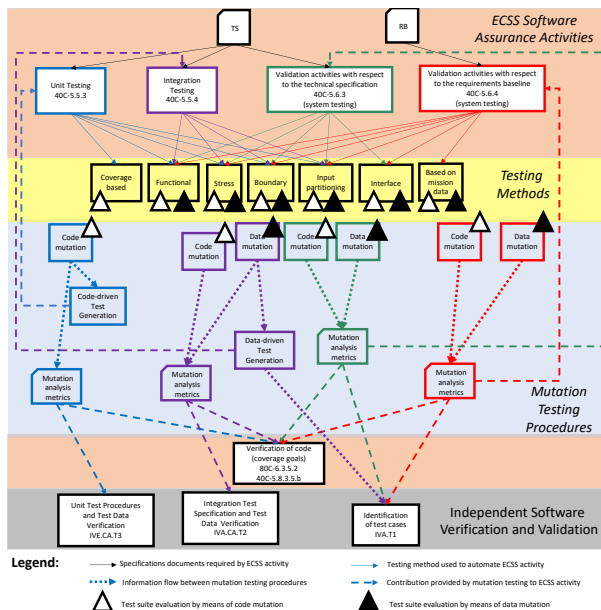 TS
RB
ECSS Software
Assurance Activities
Unit Testing
40C-5.5.3
Integration
Testing
40C-5.5.4
Validation activities with respect
to the technical specification
40C-5.6.3
(system testing)
Validation activities with respect
to the requirements baseline
40C-5.6.4
(system testing)
Coverage
based
Functional
Stress
Boundary
Input
partitioning
Interface
Based on
mission
data
Testing
Methods
Code
mutation
Code
mutation
Data
mutation
Code
mutation
Data
mutation
Code
mutation
Data
mutation
Code-driven
Test
Generation
Data-driven
Test
Generation
Mutation
analysis
metrics
Mutation
analysis
metrics
Mutation
analysis
metrics
Mutation
analysis
metrics
Mutation
Testing
Procedures
Verification of code
(coverage goals)
80C-6.3.5.2
40C-5.8.3.5.b
Unit Test Procedures
and Test Data
Verification
IVE.CA.T3
Integration Test
Specification and Test
Data Verification
IVA.CA.T2
Identification
of test cases
IVA.T1
Independent Software
Verification and Validation
Legend:
Specifications documents required by ECSS activity
Testing method used to automate ECSS activity
Information flow between mutation testing procedures
Contribution provided by mutation testing to ECSS activity
Test suite evaluation by means of code mutation
Test suite evaluation by means of data mutation